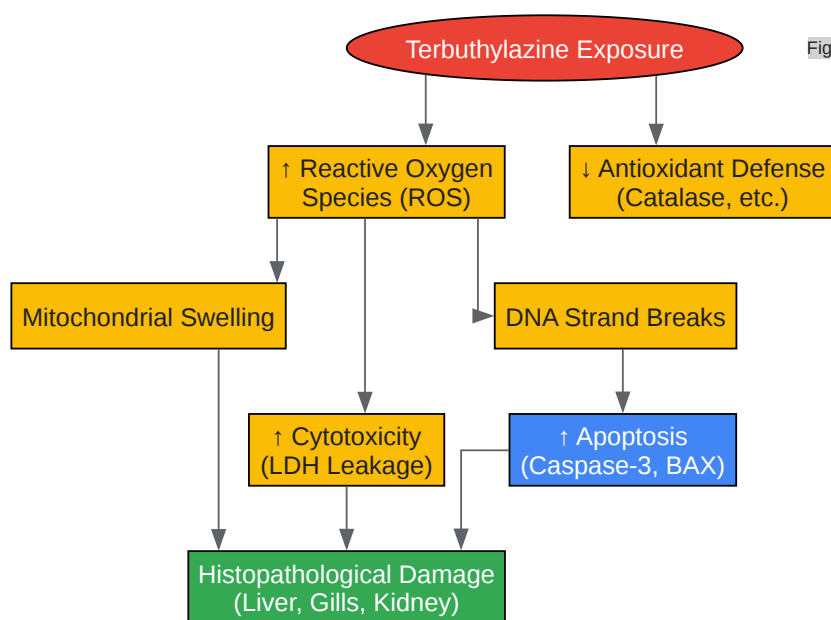 Terbuthylazine Exposure
Fig
↑ Reactive Oxygen
Species (ROS)
↓ Antioxidant Defense
(Catalase, etc.)
Mitochondrial Swelling
DNA Strand Breaks
↑ Cytotoxicity
(LDH Leakage)
↑ Apoptosis
(Caspase-3, BAX)
Histopathological Damage
(Liver, Gills, Kidney)